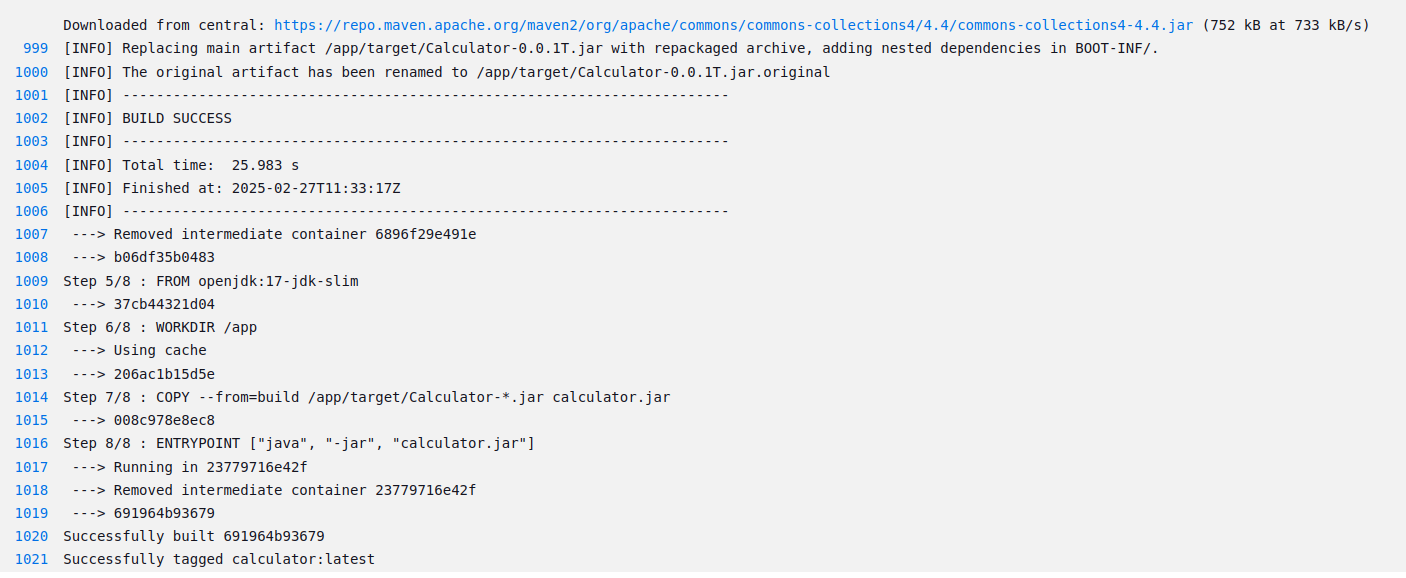 Downloaded from central: https://repo.maven.apache.org/maven2/org/apache/commons/commons-collections4/4.4/commons-collections4-4.4.jar (752 kB at 733 kB/s)
999 [INFO] Replacing main artifact /app/target/Calculator-0.0.1T.jar with repackaged archive, adding nested dependencies in BOOT-INF/.
1000 [INFO] The original artifact has been renamed to /app/target/Calculator-0.0.1T.jar.original
1001 [INFO] ------------------------------------------------------------------------
1002 [INFO] BUILD SUCCESS
1003 [INFO] ------------------------------------------------------------------------
1004 [INFO] Total time:  25.983 s
1005 [INFO] Finished at: 2025-02-27T11:33:17Z
1006 [INFO] ------------------------------------------------------------------------
1007  ---> Removed intermediate container 6896f29e491e
1008  ---> b06df35b0483
1009 Step 5/8 : FROM openjdk:17-jdk-slim
1010  ---> 37cb44321d04
1011 Step 6/8 : WORKDIR /app
1012  ---> Using cache
1013  ---> 206ac1b15d5e
1014 Step 7/8 : COPY --from=build /app/target/Calculator-*.jar calculator.jar
1015  ---> 008c978e8ec8
1016 Step 8/8 : ENTRYPOINT ["java", "-jar", "calculator.jar"]
1017  ---> Running in 23779716e42f
1018  ---> Removed intermediate container 23779716e42f
1019  ---> 691964b93679
1020 Successfully built 691964b93679
1021 Successfully tagged calculator:latest